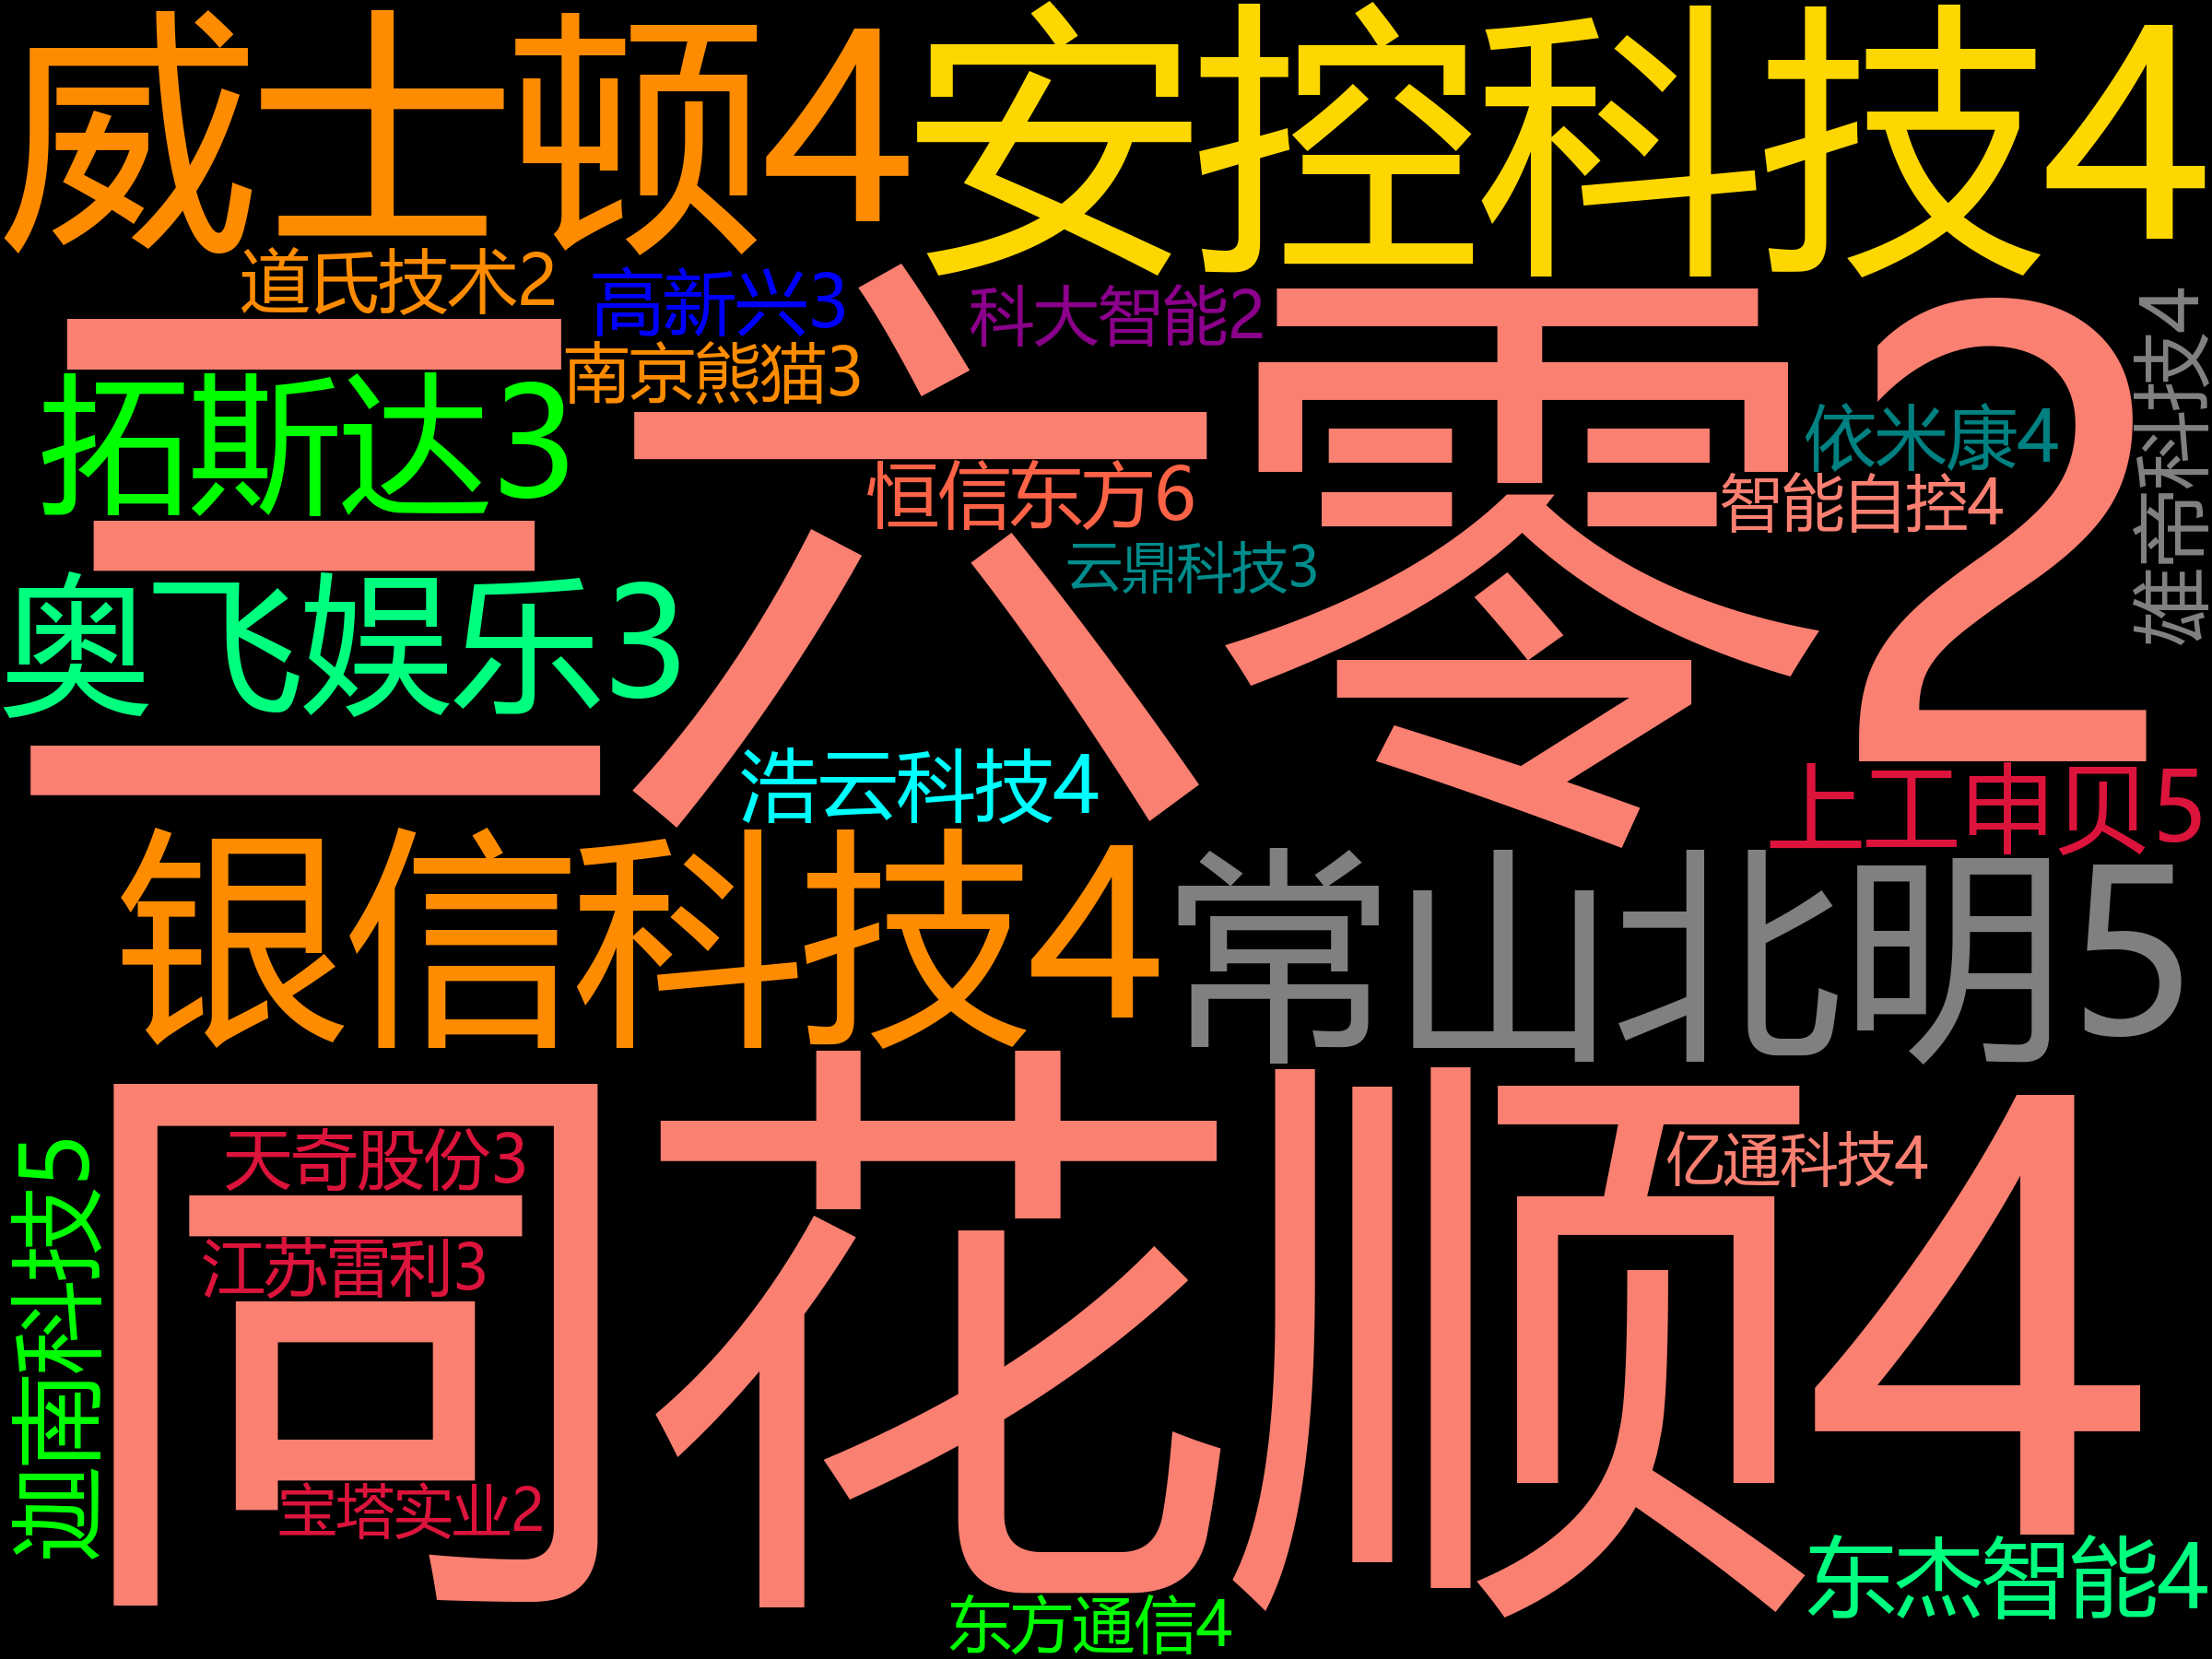 威士顿4
安控科技4
道氏技术2
高新兴3
科大智能2
三六零2
南京熊猫3
拓斯达3
恒信东方6
依米康4
智能自控4
雄帝科技4
云鼎科技3
奥飞娱乐3
浩云科技4
上工申贝5
银信科技4
常山北明5
同花顺4
天奇股份3
亿通科技4
江苏雷利3
迦南科技5
宝塔实业2
东杰智能4
东方通信4